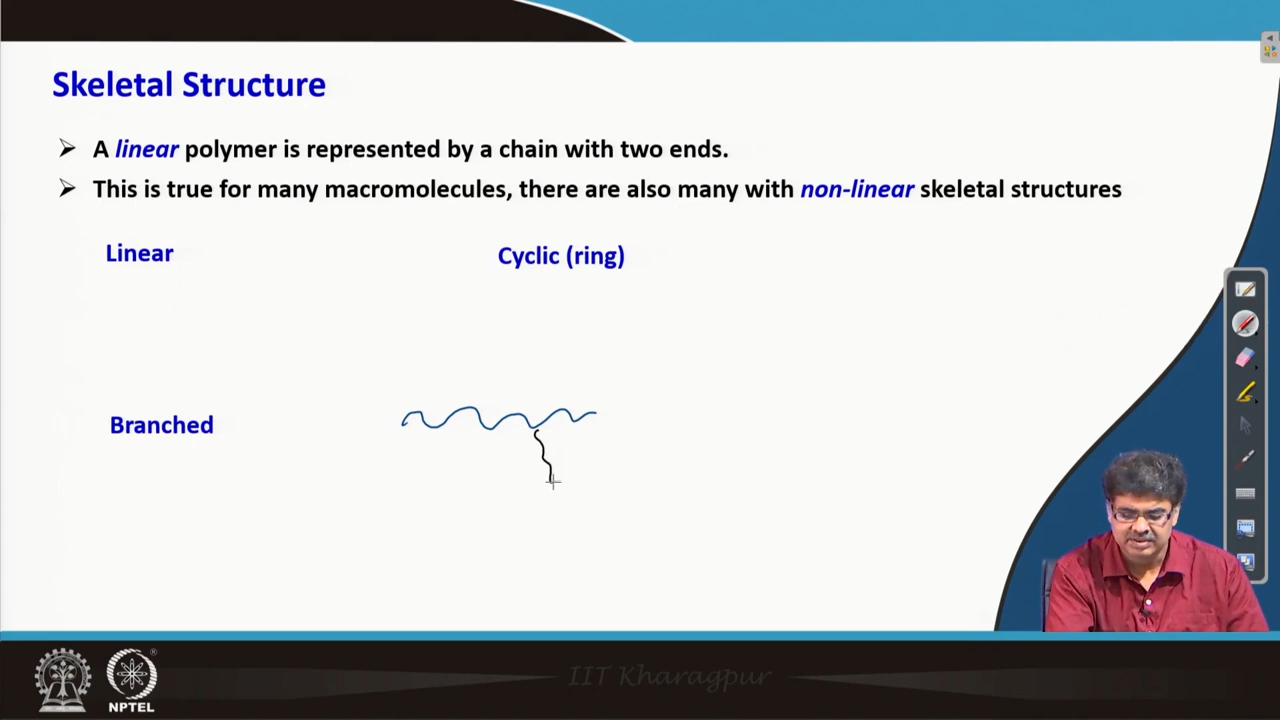 Skeletal Structure
A linear polymer is represented by a chain with two ends.
This is true for many macromolecules, there are also many with non-linear skeletal structures
Linear
Cyclic (ring)
Branched
IIT Kharagpur
®
NPTEL